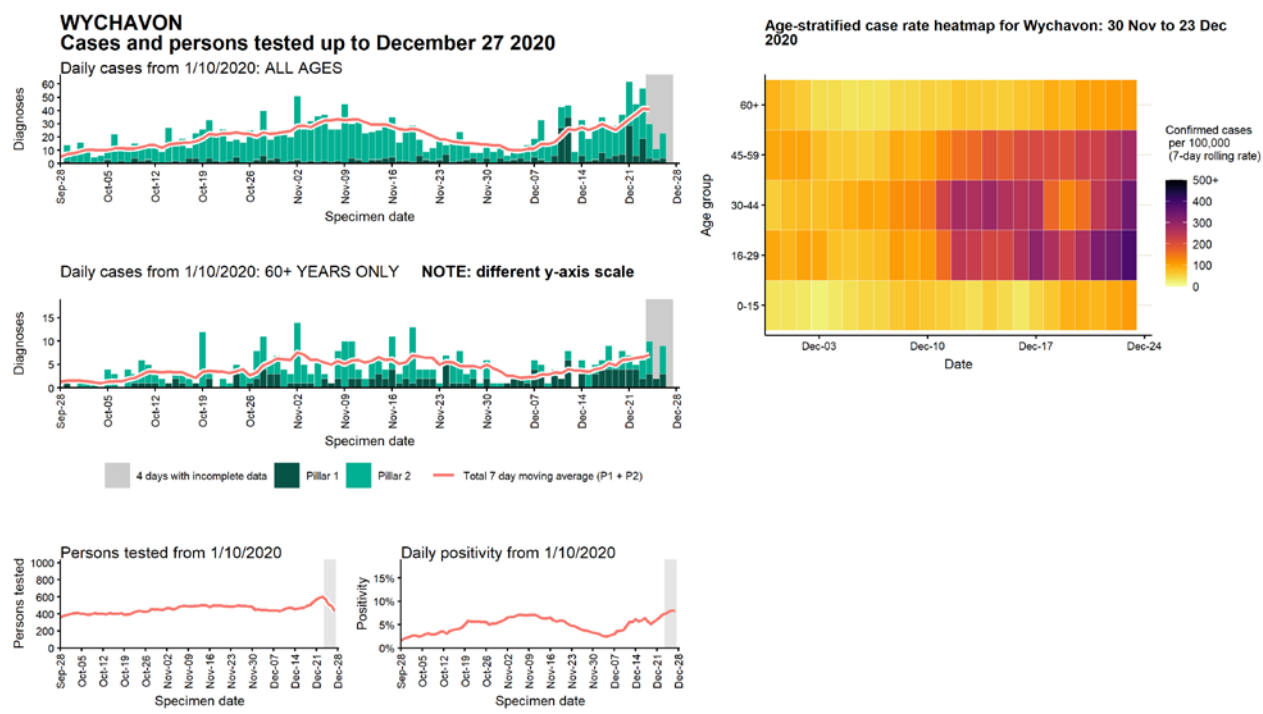 WYCHAVON
Cases and persons tested up to December 27 2020
Daily cases from 1/10/2020: ALL AGES
Diagnoses
60
50
40
30
20
10
0
Sep-28
Oct-05
Oct-12
Oct-19
Oct-26
Nov-02
Nov-09
Nov-16
Nov-23
Nov-30
Dec-07
Dec-14
Dec-21
Dec-28
Specimen date
Daily cases from 1/10/2020: 60+ YEARS ONLY NOTE: different y-axis scale
Diagnoses
15
10
5
0
Sep-28
Oct-05
Oct-12
Oct-19
Oct-26
Nov-02
Nov-09
Nov-16
Nov-23
Nov-30
Dec-07
Dec-14
Dec-21
Dec-28
Specimen date
4 days with incomplete data
Pillar 1
Pillar 2
Total 7 day moving average (P1 + P2)
Persons tested from 1/10/2020
Persons tested
1000
800
600
400
200
0
Sep-28
Oct-05
Oct-12
Oct-19
Oct-26
Nov-02
Nov-09
Nov-16
Nov-23
Nov-30
Dec-07
Dec-14
Dec-21
Dec-28
Specimen date
Daily positivity from 1/10/2020
Positivity
15%
10%
5%
0%
Sep-28
Oct-05
Oct-12
Oct-19
Oct-26
Nov-02
Nov-09
Nov-16
Nov-23
Nov-30
Dec-07
Dec-14
Dec-21
Dec-28
Specimen date
Age-stratified case rate heatmap for Wychavon: 30 Nov to 23 Dec
2020
Age group
60+
45-59
30-44
16-29
0-15
Dec-03
Dec-10
Dec-17
Dec-24
Date
Confirmed cases
per 100,000
(7-day rolling rate)
500+
400
300
200
100
0